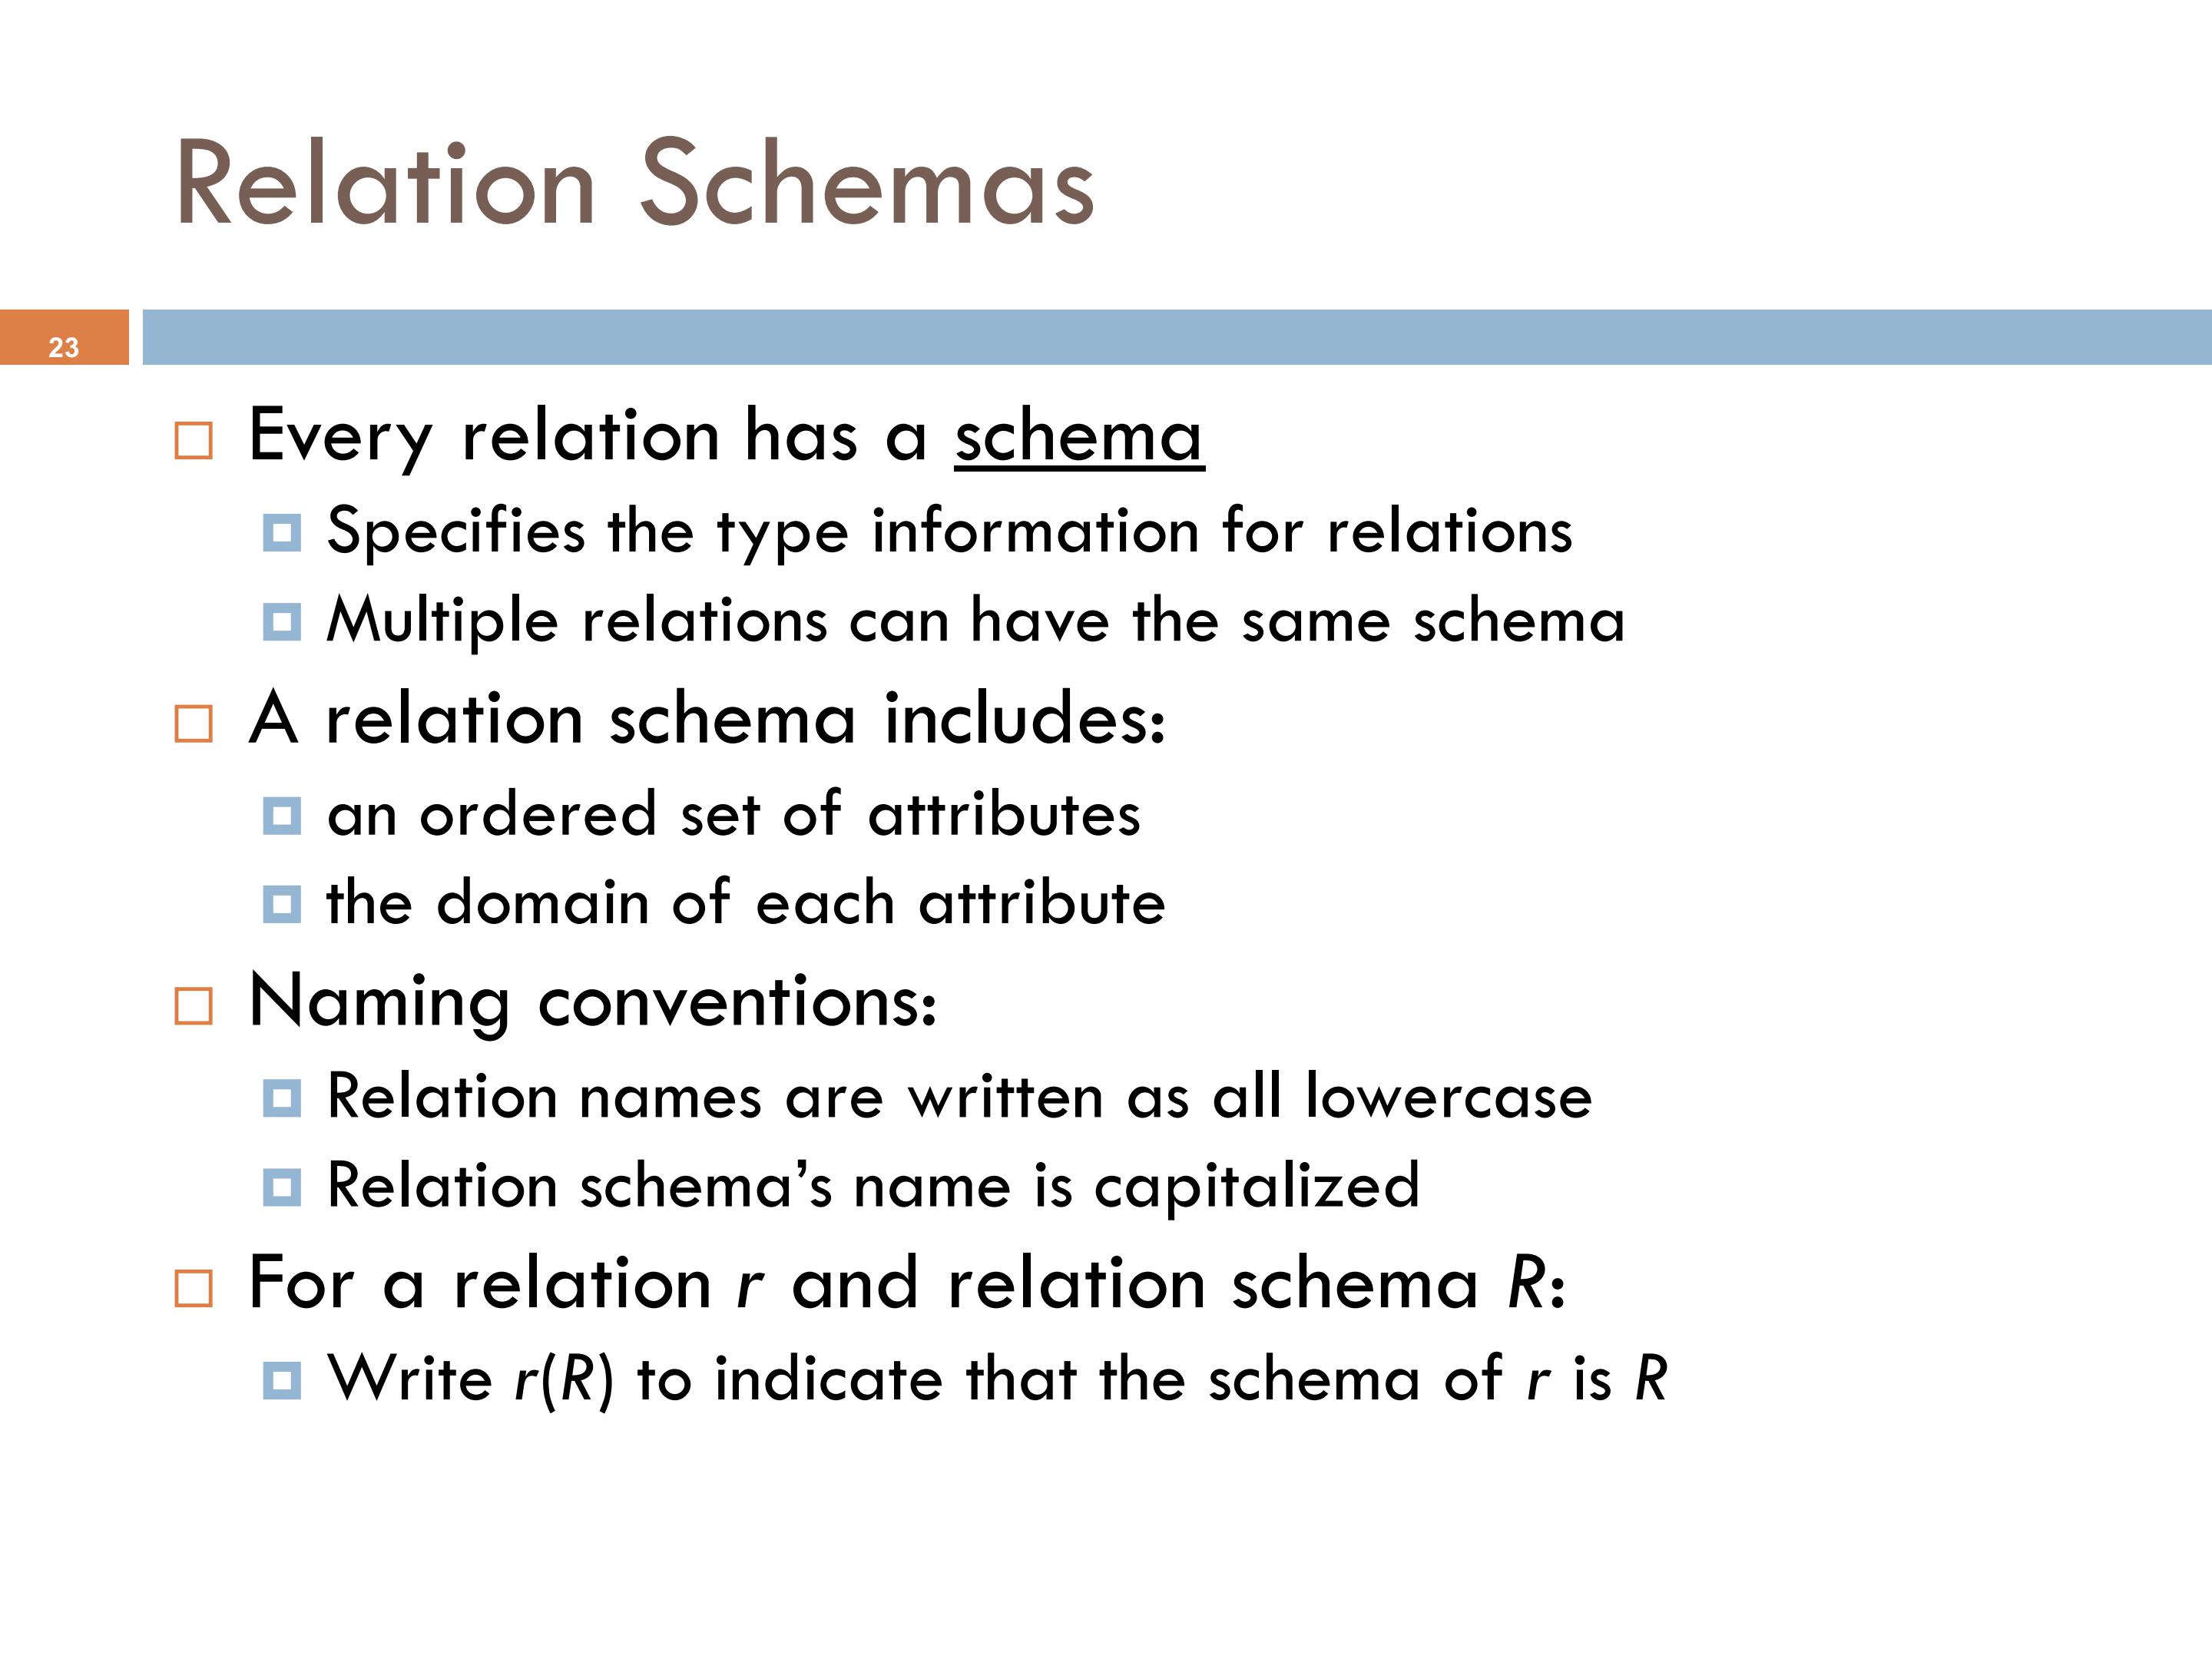 Relation Schemas
23
Every relation has a schema
Specifies the type information for relations
Multiple relations can have the same schema
A relation schema includes:
an ordered set of attributes
the domain of each attribute
Naming conventions:
Relation names are written as all lowercase
Relation schema’s name is capitalized
For a relation r and relation schema R:
Write r(R) to indicate that the schema of r is R